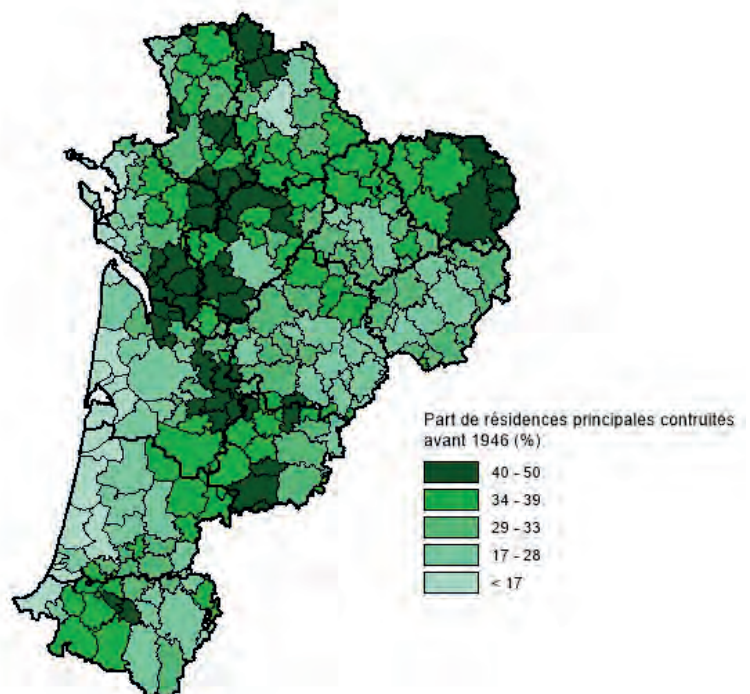 Part de résidences principales contruites
avant 1946 (%)
40 - 50
34 - 39
29 - 33
17 - 28
< 17